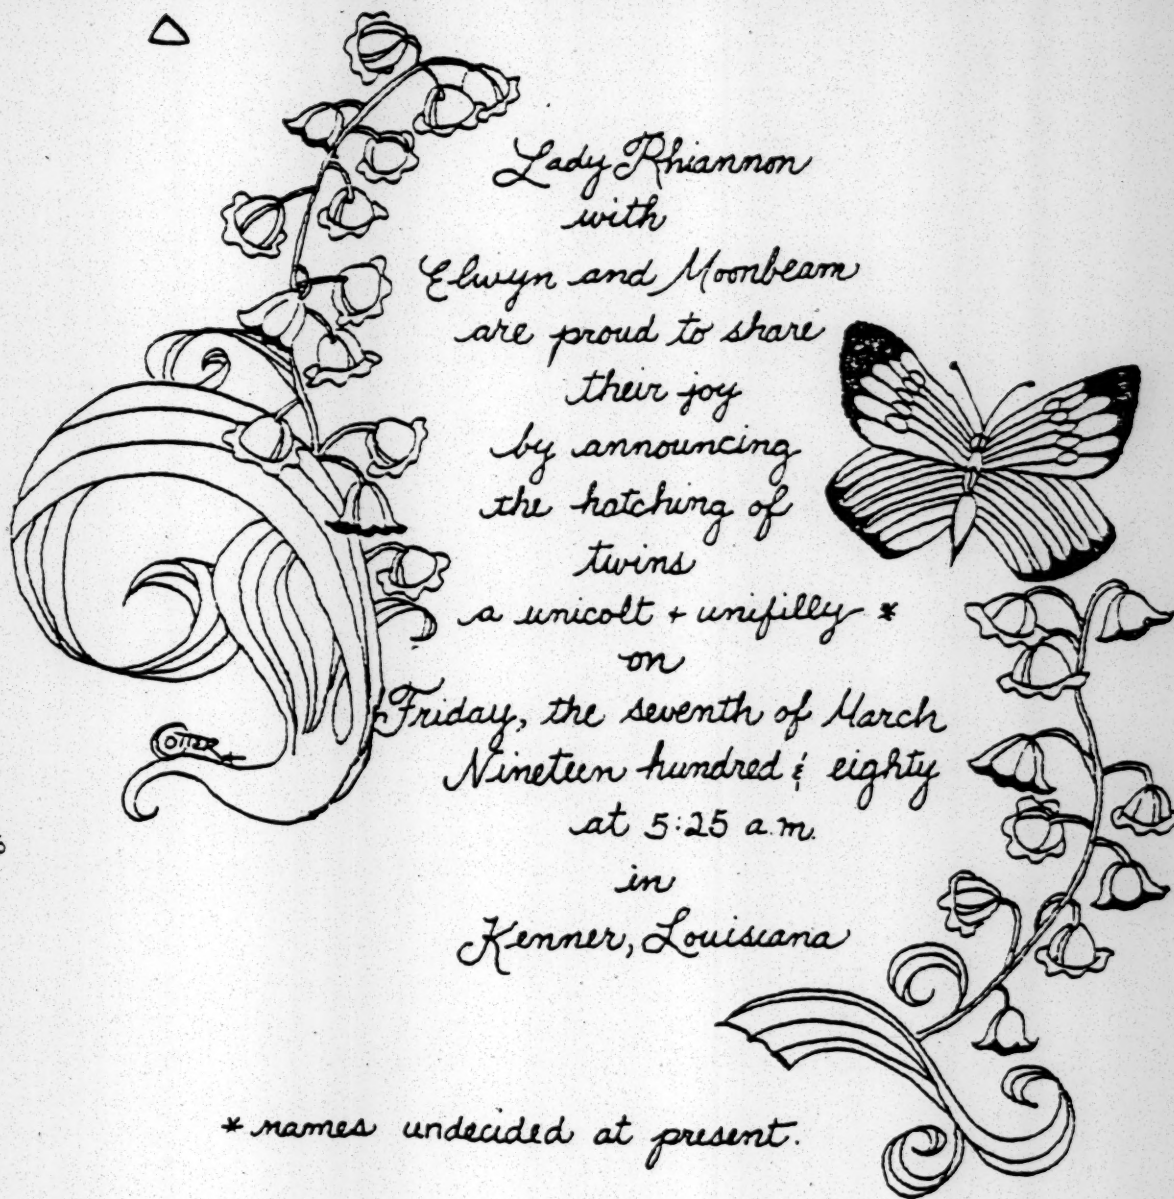 Lady Rhiannon
with
Elwyn and Moonbeam
are proud to share
their joy
by announcing
the hatching of
twins
a unicolt + unifilly *
on
Friday, the seventh of March
Nineteen hundred & eighty
at 5:25 a.m.
in
Kenner, Louisiana
OTTER
* names undecided at present.